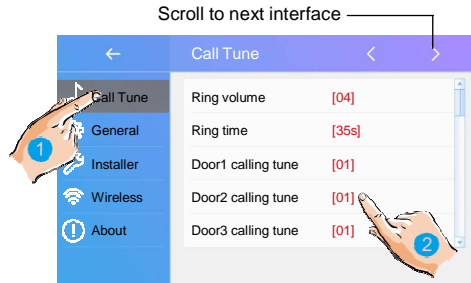 Scroll to next interface
Call Tune
Call Tune
General
Installer
Wireless
About
Ring volume [04]
Ring time [35s]
Door1 calling tune [01]
Door2 calling tune [01]
Door3 calling tune [01]
1
2